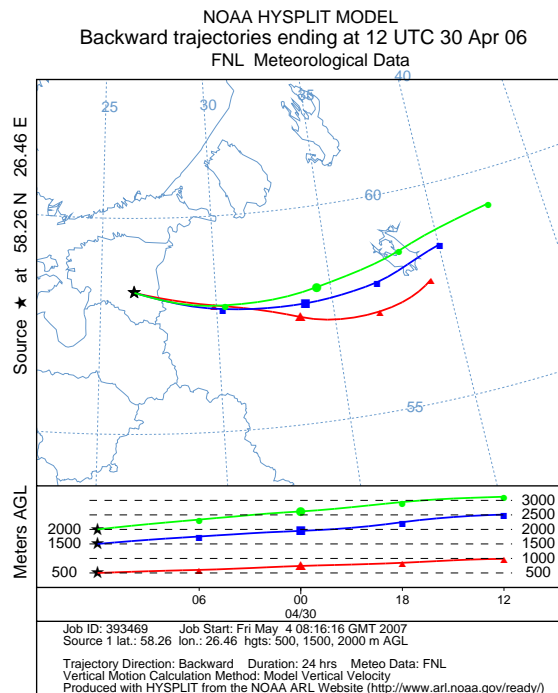 NOAA HYSPLIT MODEL
Backward trajectories ending at 12 UTC 30 Apr 06
FNL Meteorological Data
25
30
35
40
60
55
Source ★ at 58.26 N 26.46 E
Meters AGL
2000
1500
500
3000
2500
2000
1500
1000
500
06
00
18
12
04/30
Job ID: 393469 Job Start: Fri May 4 08:16:16 GMT 2007
Source 1 lat.: 58.26 lon.: 26.46 hgts: 500, 1500, 2000 m AGL
Trajectory Direction: Backward Duration: 24 hrs Meteo Data: FNL
Vertical Motion Calculation Method: Model Vertical Velocity
Produced with HYSPLIT from the NOAA ARL Website (http://www.arl.noaa.gov/ready/)